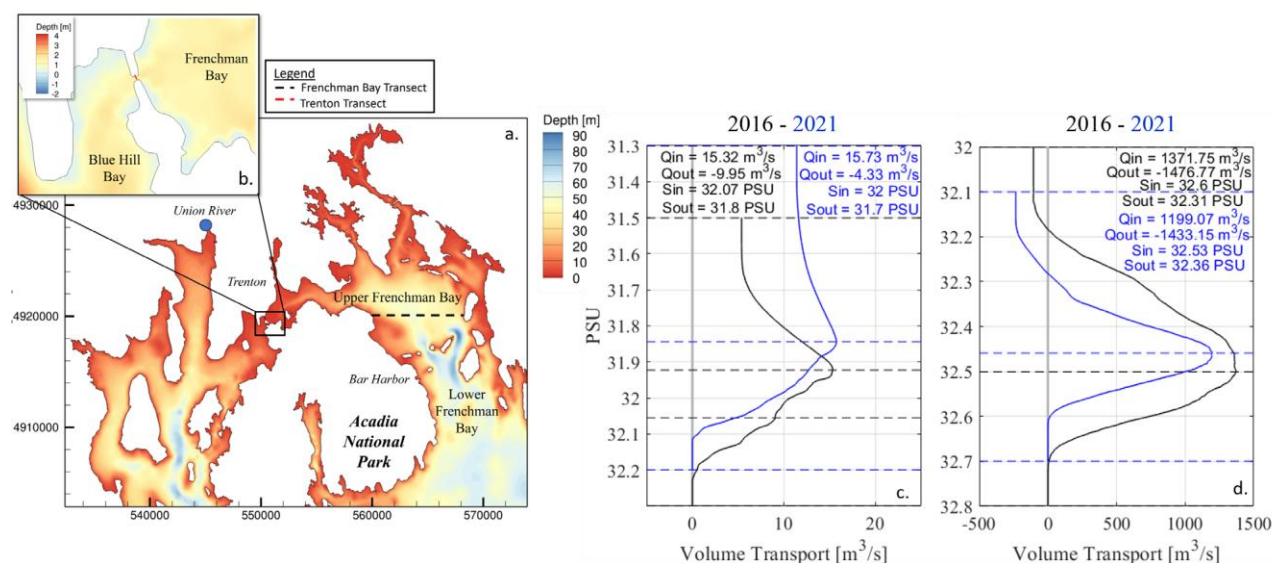 Depth [m]
4
3
2
1
0
-1
-2
Frenchman
Bay
Blue Hill
Bay
b.
Legend
Frenchman Bay Transect
Trenton Transect
a.
Depth [m]
90
80
70
60
50
40
30
20
10
0
4930000
4920000
4910000
Union River
Trenton
Upper Frenchman Bay
Bar Harbor
Lower
Frenchman
Bay
Acadia
National
Park
540000
550000
560000
570000
2016 - 2021
Qin = 15.32 m³/s
Qout = -9.95 m³/s
Sin = 32.07 PSU
Sout = 31.8 PSU
Qin = 15.73 m³/s
Qout = -4.33 m³/s
Sin = 32 PSU
Sout = 31.7 PSU
31.3
31.4
31.5
31.6
31.7
31.8
31.9
32
32.1
32.2
PSU
0
10
20
Volume Transport [m³/s]
c.
2016 - 2021
Qin = 1371.75 m³/s
Qout = -1476.77 m³/s
Sin = 32.6 PSU
Sout = 32.31 PSU
Qin = 1199.07 m³/s
Qout = -1433.15 m³/s
Sin = 32.53 PSU
Sout = 32.36 PSU
32
32.1
32.2
32.3
32.4
32.5
32.6
32.7
32.8
-500
0
500
1000
1500
Volume Transport [m³/s]
d.